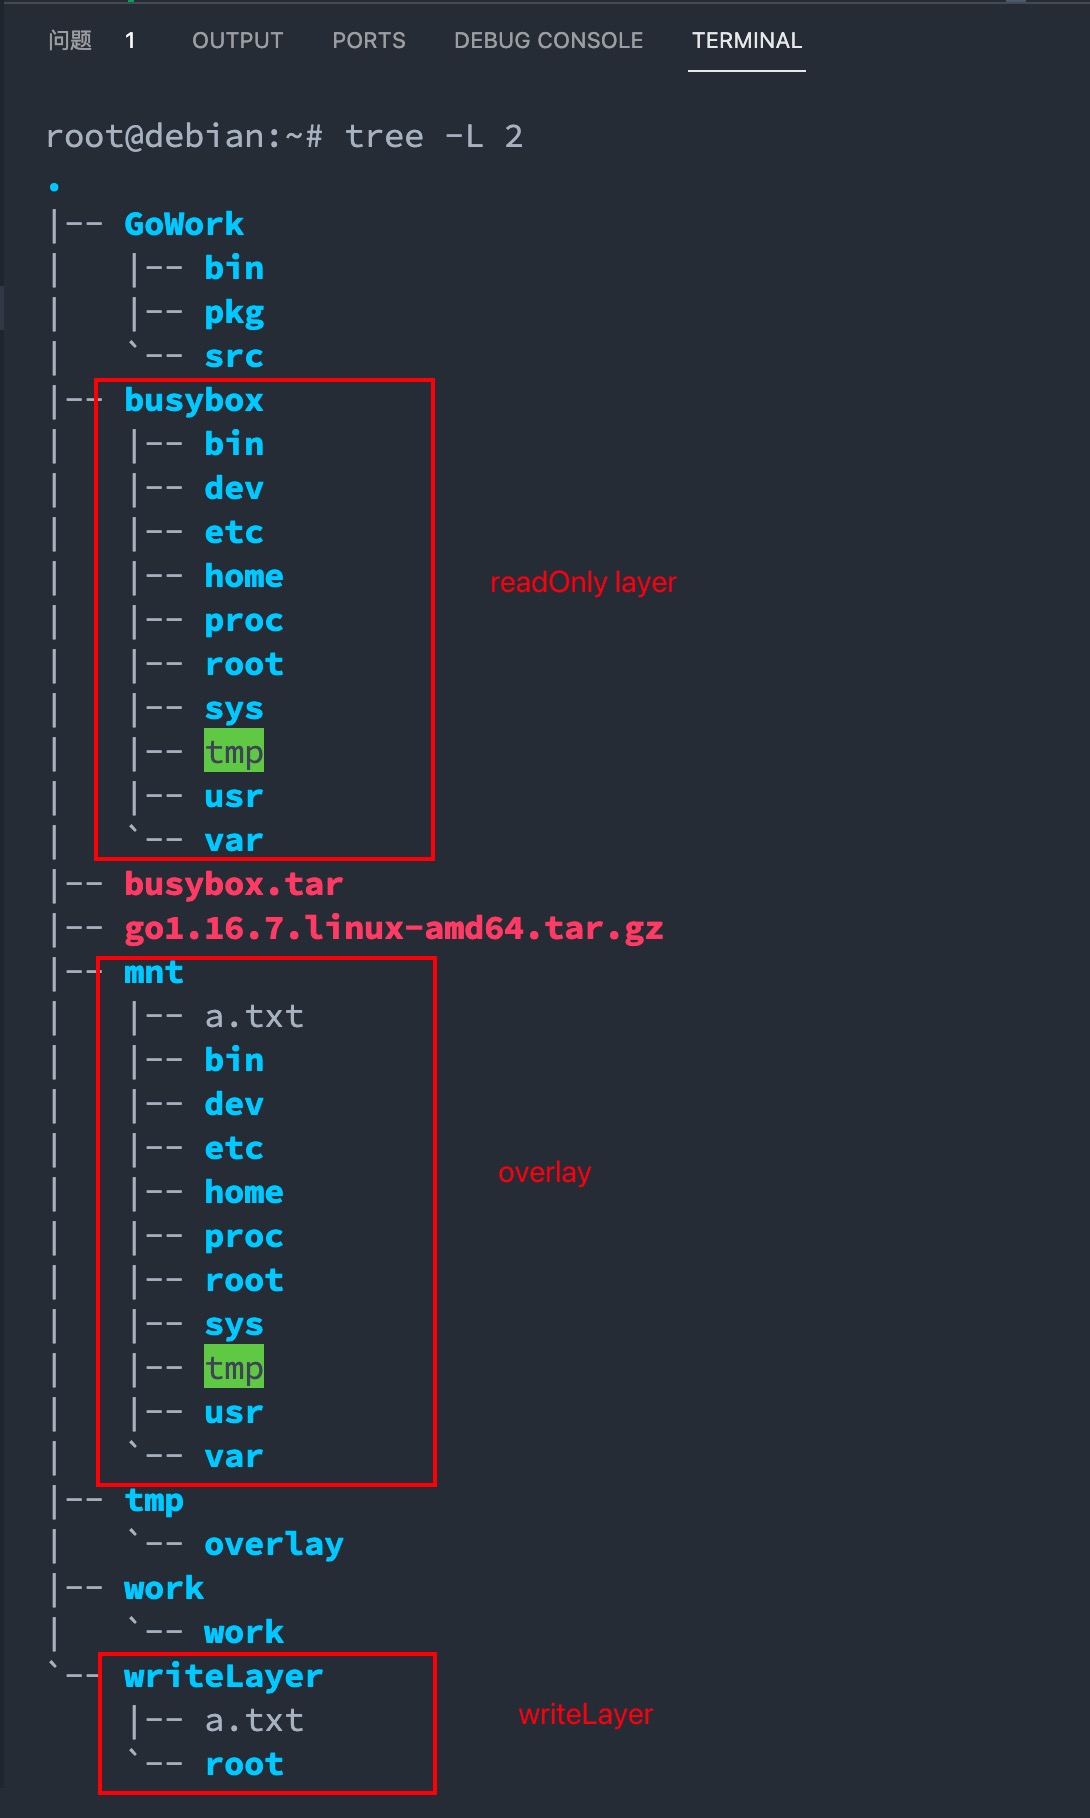 问题 1 OUTPUT PORTS DEBUG CONSOLE TERMINAL
root@debian:~# tree -L 2
.
|-- GoWork
|   |-- bin
|   |-- pkg
|   `-- src
|-- busybox
|   |-- bin
|   |-- dev
|   |-- etc
|   |-- home
readOnly layer
|   |-- proc
|   |-- root
|   |-- sys
|   |-- tmp
|   |-- usr
|   `-- var
|-- busybox.tar
|-- go1.16.7.linux-amd64.tar.gz
|-- mnt
|   |-- a.txt
|   |-- bin
|   |-- dev
|   |-- etc
overlay
|   |-- home
|   |-- proc
|   |-- root
|   |-- sys
|   |-- tmp
|   |-- usr
|   `-- var
|-- tmp
|   `-- overlay
|-- work
|   `-- work
`-- writeLayer
    |-- a.txt
writeLayer
    `-- root